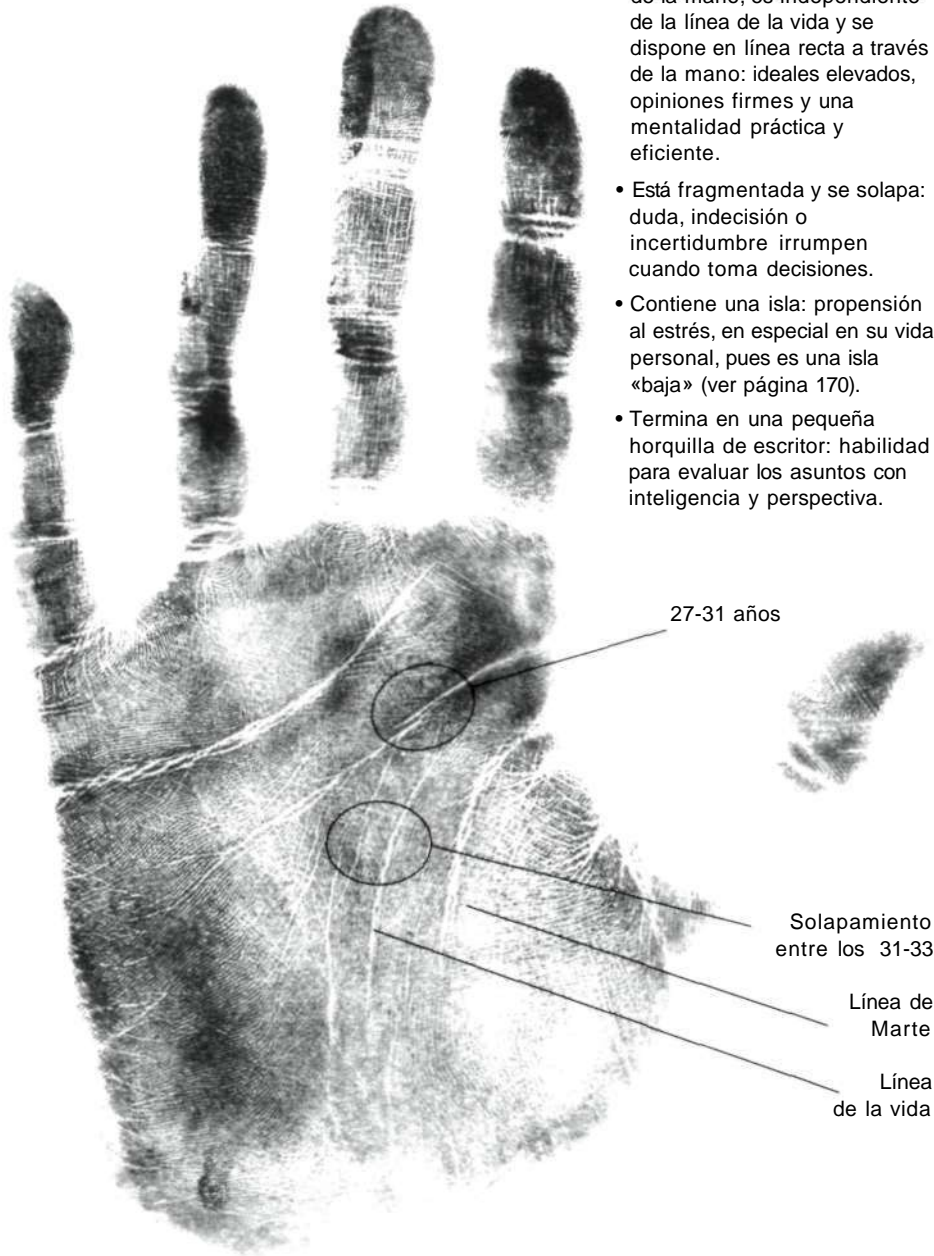 de la mano, es independiente
de la línea de la vida y se
dispone en línea recta a través
de la mano: ideales elevados,
opiniones firmes y una
mentalidad práctica y
eficiente.
• Está fragmentada y se solapa:
duda, indecisión o
incertidumbre irrumpen
cuando toma decisiones.
• Contiene una isla: propensión
al estrés, en especial en su vida
personal, pues es una isla
«baja» (ver página 170).
• Termina en una pequeña
horquilla de escritor: habilidad
para evaluar los asuntos con
inteligencia y perspectiva.
27-31 años
Solapamiento
entre los 31-33
Línea de
Marte
Línea
de la vida